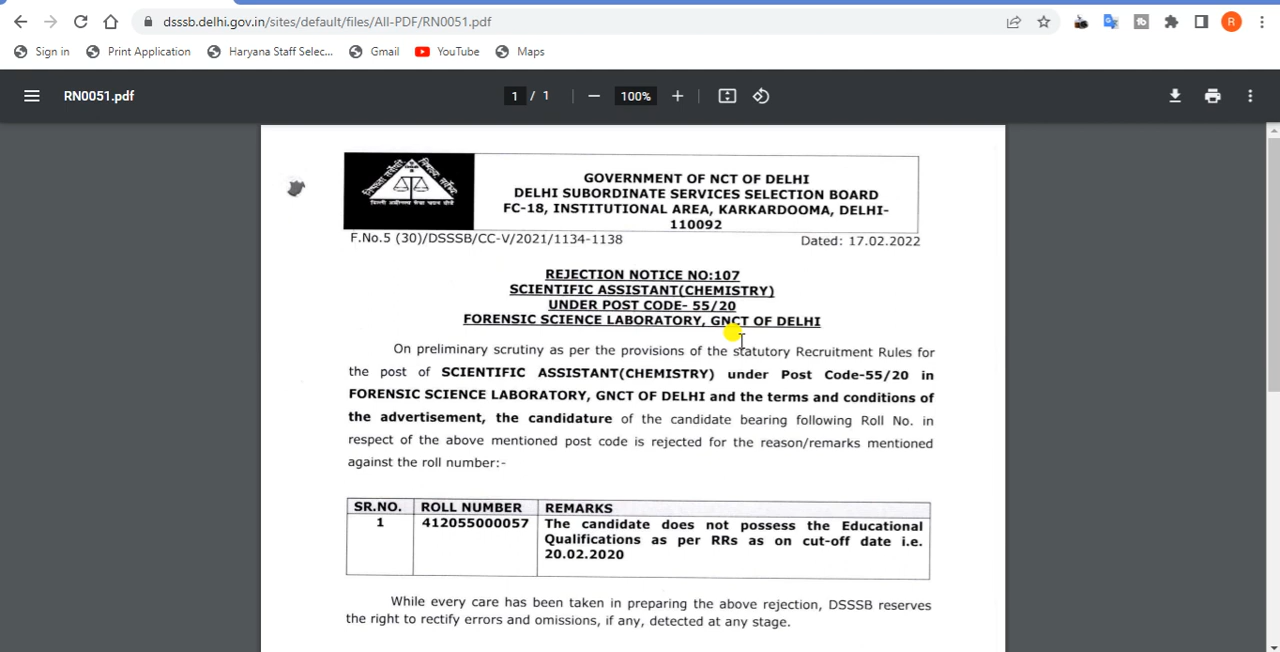 dsssb.delhi.gov.in/sites/default/files/All-PDF/RN0051.pdf
R
Sign in Print Application Haryana Staff Selec... Gmail YouTube Maps
RN0051.pdf 1 / 1 100%
GOVERNMENT OF NCT OF DELHI
DELHI SUBORDINATE SERVICES SELECTION BOARD
FC-18, INSTITUTIONAL AREA, KARKARDOOMA, DELHI-
110092
F.No.5 (30)/DSSSB/CC-V/2021/1134-1138 Dated: 17.02.2022
REJECTION NOTICE NO:107
SCIENTIFIC ASSISTANT(CHEMISTRY)
UNDER POST CODE- 55/20
FORENSIC SCIENCE LABORATORY, GNCT OF DELHI
On preliminary scrutiny as per the provisions of the statutory Recruitment Rules for
the post of SCIENTIFIC ASSISTANT(CHEMISTRY) under Post Code-55/20 in
FORENSIC SCIENCE LABORATORY, GNCT OF DELHI and the terms and conditions of
the advertisement, the candidature of the candidate bearing following Roll No. in
respect of the above mentioned post code is rejected for the reason/remarks mentioned
against the roll number:-
SR.NO. ROLL NUMBER REMARKS
1 412055000057 The candidate does not possess the Educational
Qualifications as per RRs as on cut-off date i.e.
20.02.2020
While every care has been taken in preparing the above rejection, DSSSB reserves
the right to rectify errors and omissions, if any, detected at any stage.